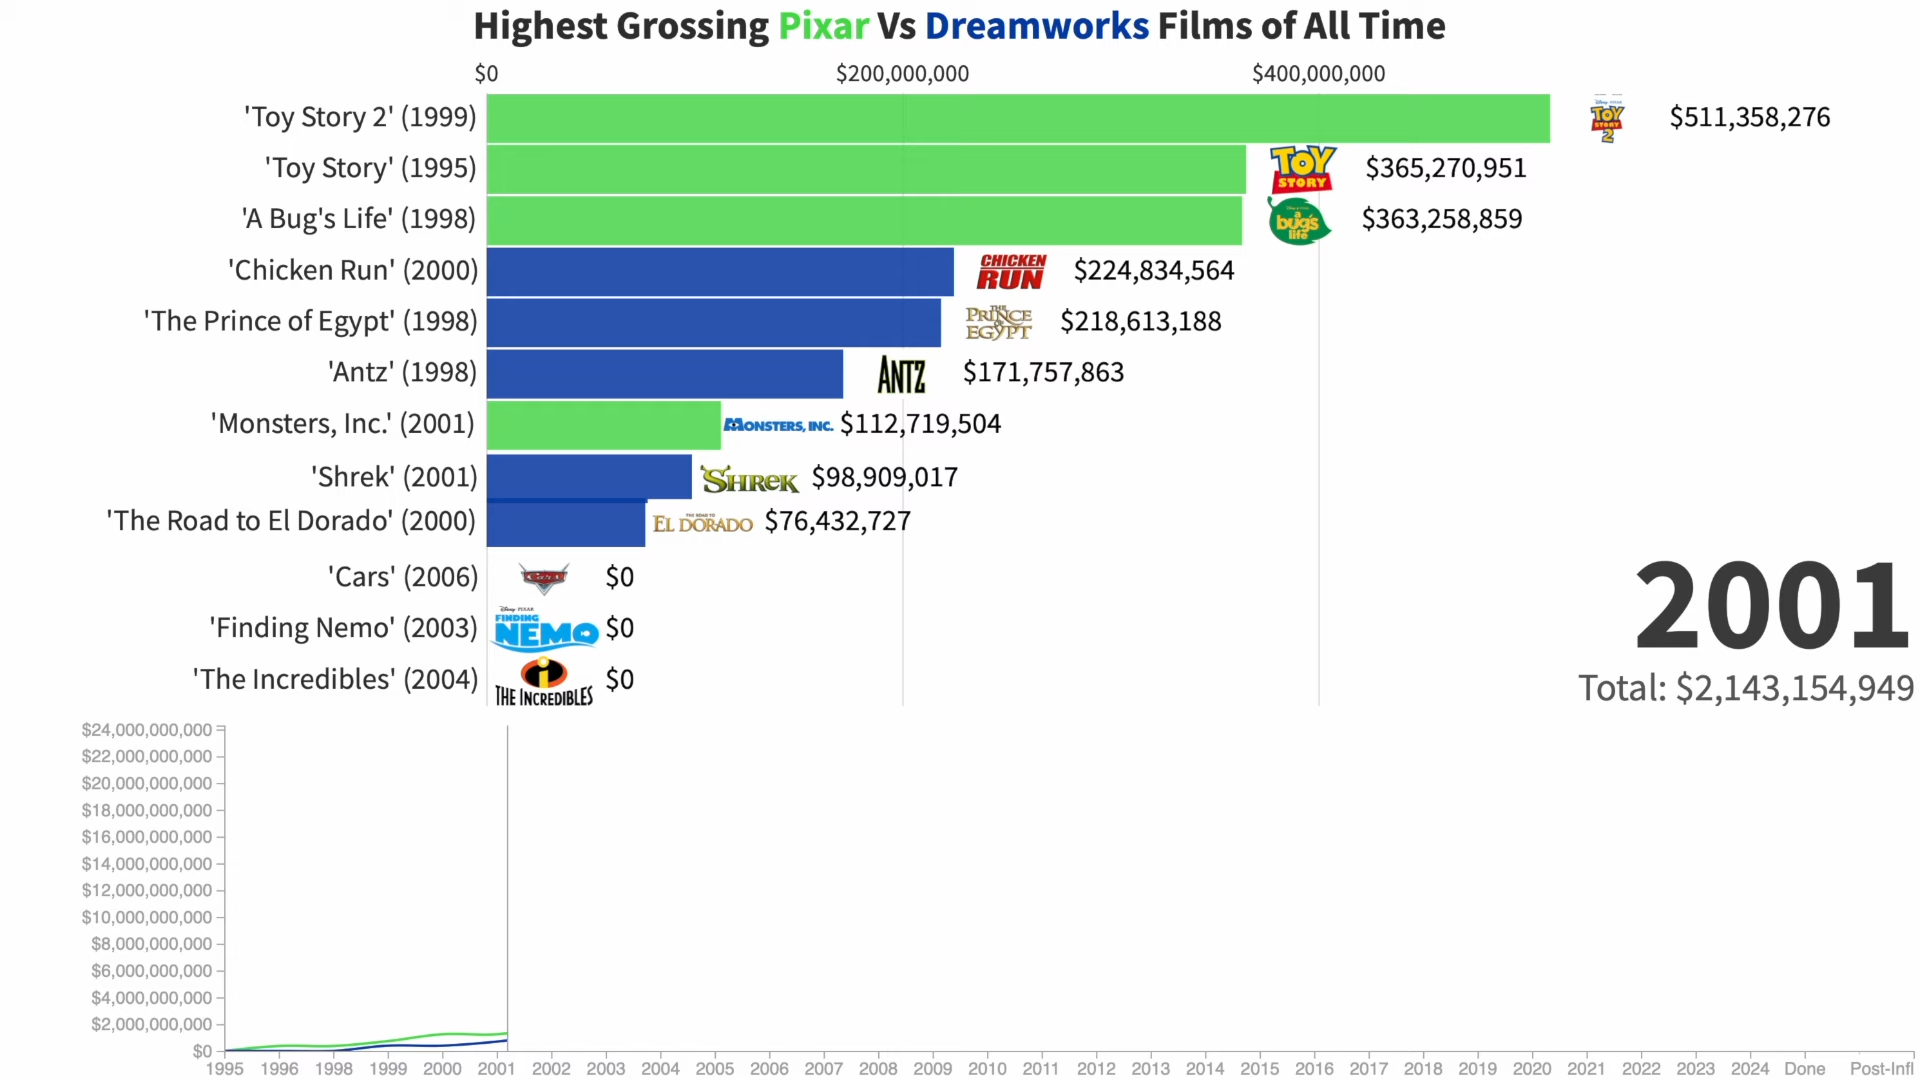 Highest Grossing Pixar Vs Dreamworks Films of All Time
$0 $200,000,000 $400,000,000
'Toy Story 2' (1999) TOY STORY 2 $511,358,276
'Toy Story' (1995) TOY STORY $365,270,951
'A Bug's Life' (1998) a bug's life $363,258,859
'Chicken Run' (2000) CHICKEN RUN $224,834,564
'The Prince of Egypt' (1998) THE PRINCE OF EGYPT $218,613,188
'Antz' (1998) ANTZ $171,757,863
'Monsters, Inc.' (2001) MONSTERS, INC. $112,719,504
'Shrek' (2001) SHREK $98,909,017
'The Road to El Dorado' (2000) THE ROAD TO EL DORADO $76,432,727
'Cars' (2006) Cars $0
'Finding Nemo' (2003) Disney PIXAR FINDING NEMO $0
'The Incredibles' (2004) THE INCREDIBLES $0
2001
Total: $2,143,154,949
$24,000,000,000
$22,000,000,000
$20,000,000,000
$18,000,000,000
$16,000,000,000
$14,000,000,000
$12,000,000,000
$10,000,000,000
$8,000,000,000
$6,000,000,000
$4,000,000,000
$2,000,000,000
$0
1995 1996 1998 1999 2000 2001 2002 2003 2004 2005 2006 2007 2008 2009 2010 2011 2012 2013 2014 2015 2016 2017 2018 2019 2020 2021 2022 2023 2024 Done Post-Infl